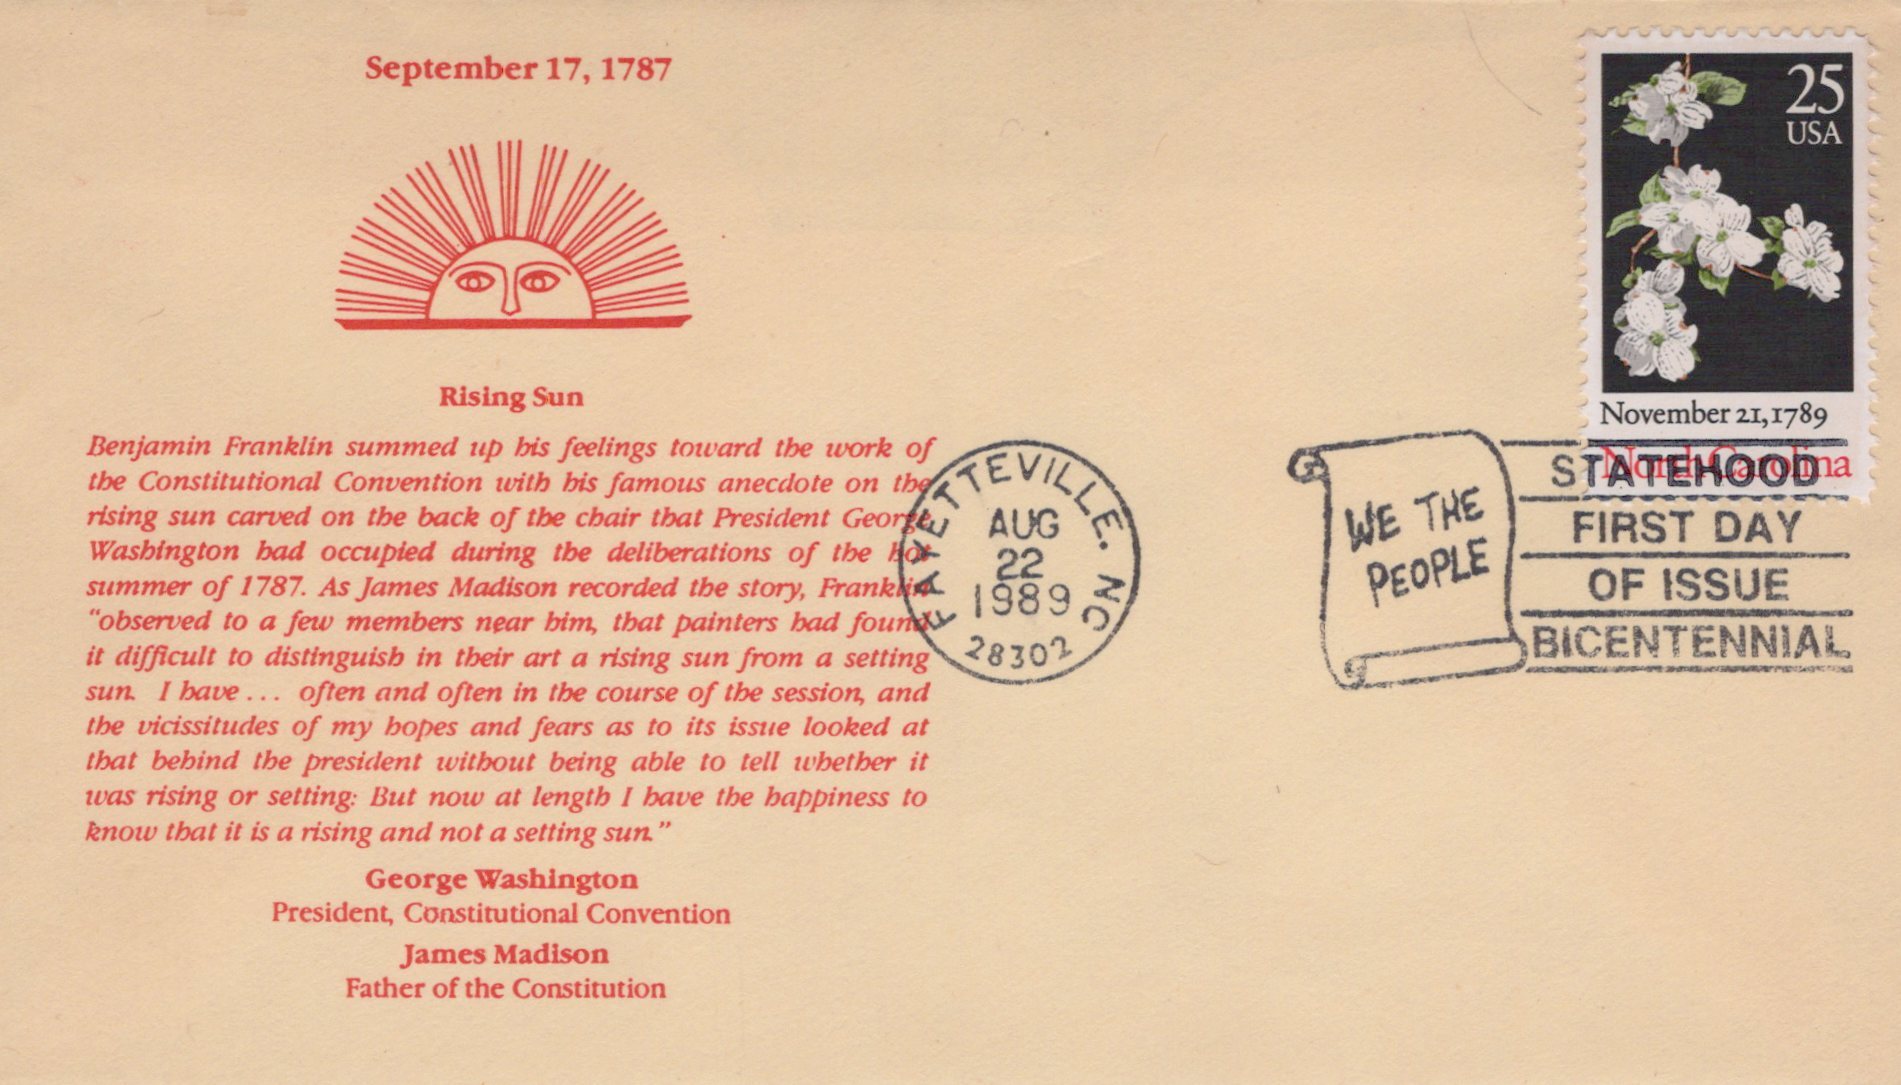 September 17, 1787
Rising Sun
Benjamin Franklin summed up his feelings toward the work of
the Constitutional Convention with his famous anecdote on the
rising sun carved on the back of the chair that President George
Washington had occupied during the deliberations of the hot
summer of 1787. As James Madison recorded the story, Franklin
“observed to a few members near him, that painters had found
it difficult to distinguish in their art a rising sun from a setting
sun. I have... often and often in the course of the session, and
the vicissitudes of my hopes and fears as to its issue looked at
that behind the president without being able to tell whether it
was rising or setting: But now at length I have the happiness to
know that it is a rising and not a setting sun.”
George Washington
President, Constitutional Convention
James Madison
Father of the Constitution
FAYETTEVILLE. NC
AUG
22
1989
28302
WE THE
PEOPLE
25
USA
November 21, 1789
North Carolina
STATEHOOD
FIRST DAY
OF ISSUE
BICENTENNIAL